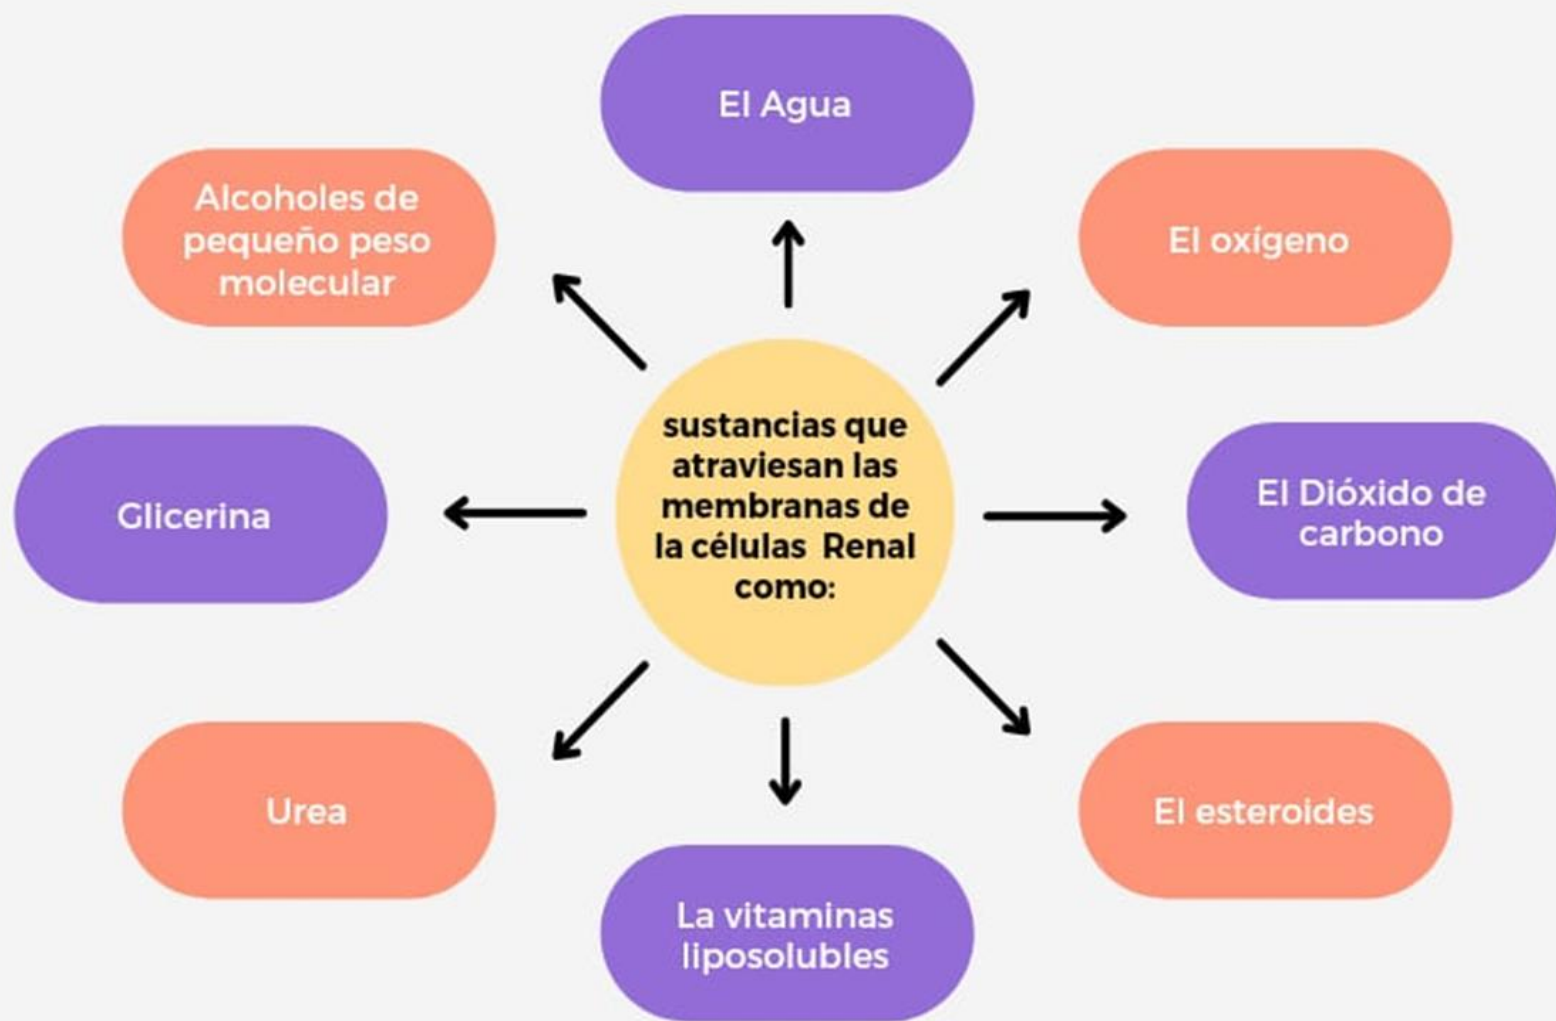 El Agua
Alcoholes de
pequeño peso
molecular
El oxígeno
sustancias que
atraviesan las
membranas de
la células Renal
como:
Glicerina
El Dióxido de
carbono
Urea
El esteroides
La vitaminas
liposolubles